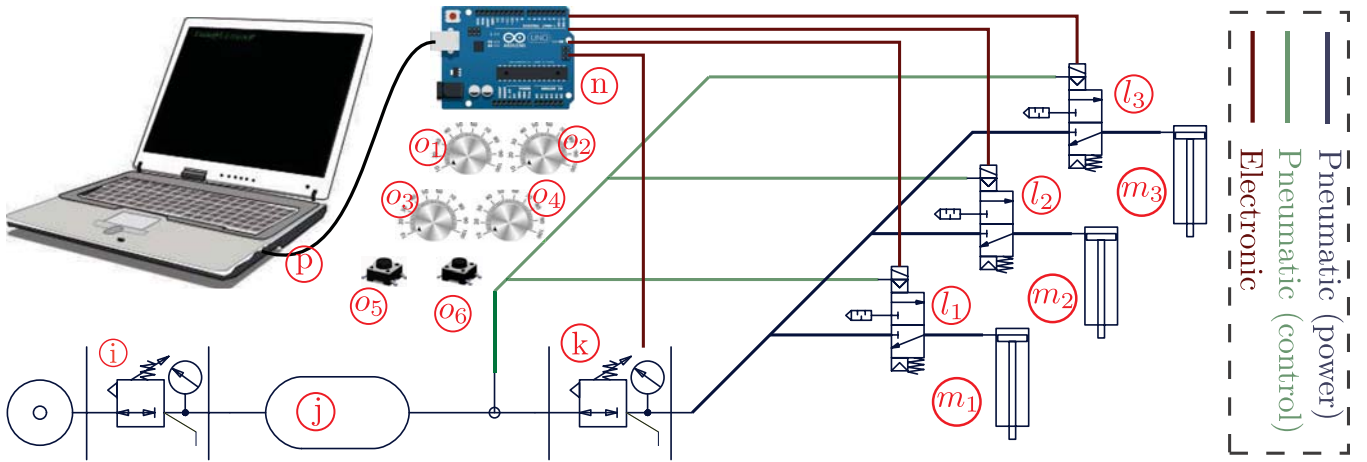 n
ARDUINO
UNO
o1
o2
o3
o4
o5
o6
p
i
j
k
l1
l2
l3
m1
m2
m3
Pneumatic (power)
Pneumatic (control)
Electronic